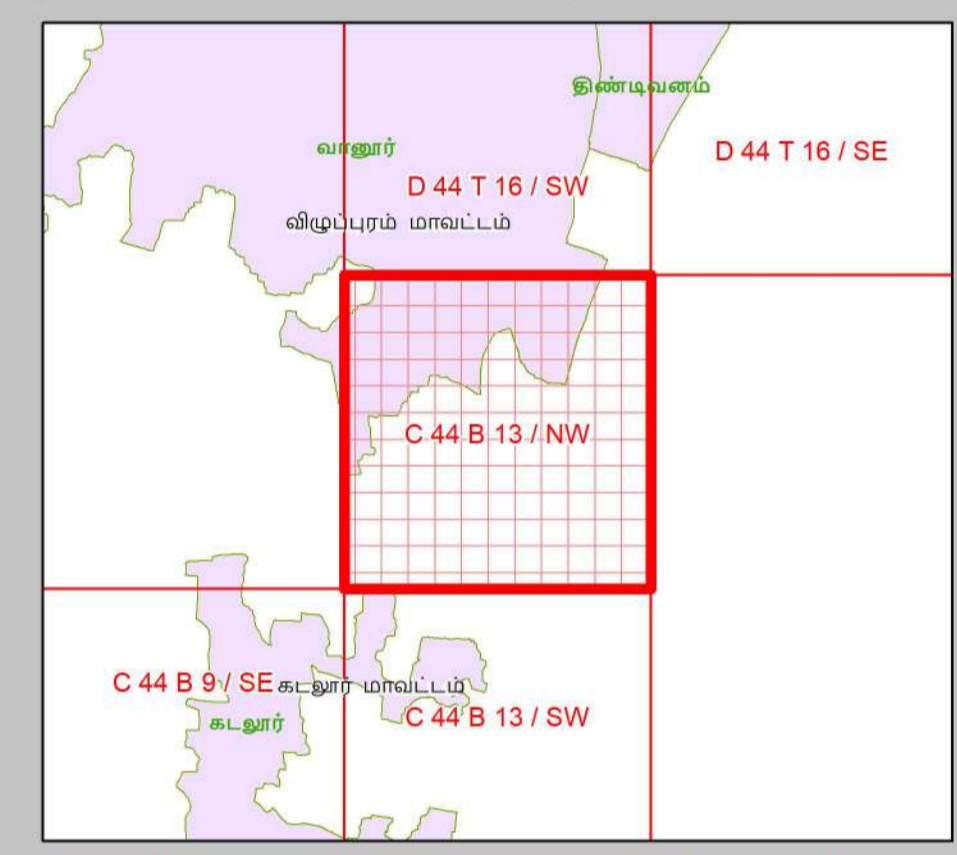 திண்டிவனம்
வானூர்
D 44 T 16 / SE
D 44 T 16 / SW
விழுப்புரம் மாவட்டம்
C 44 B 13 / NW
C 44 B 9 / SE
கடலூர் மாவட்டம்
C 44 B 13 / SW
கடலூர்